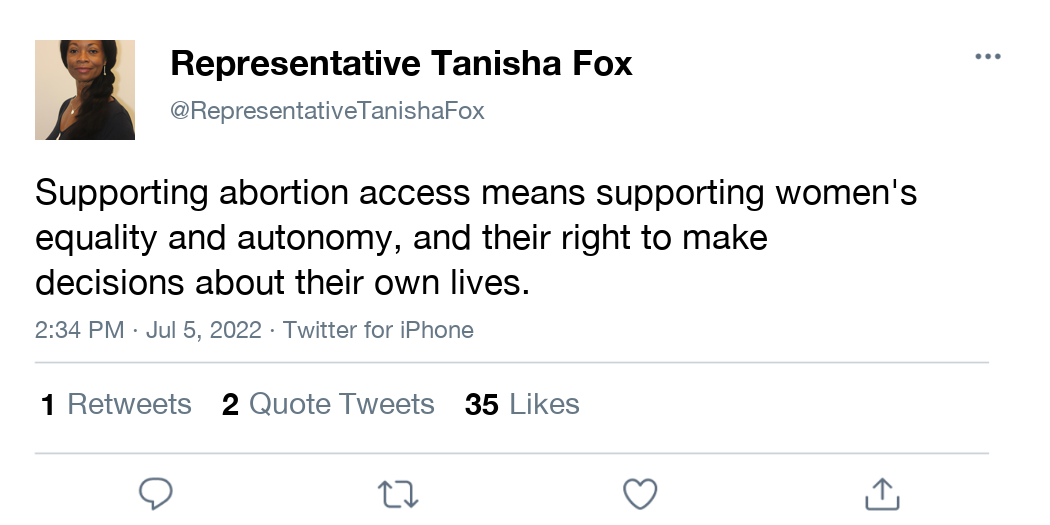 Representative Tanisha Fox
@RepresentativeTanishaFox
Supporting abortion access means supporting women's
equality and autonomy, and their right to make
decisions about their own lives.
2:34 PM · Jul 5, 2022 · Twitter for iPhone
1 Retweets 2 Quote Tweets 35 Likes